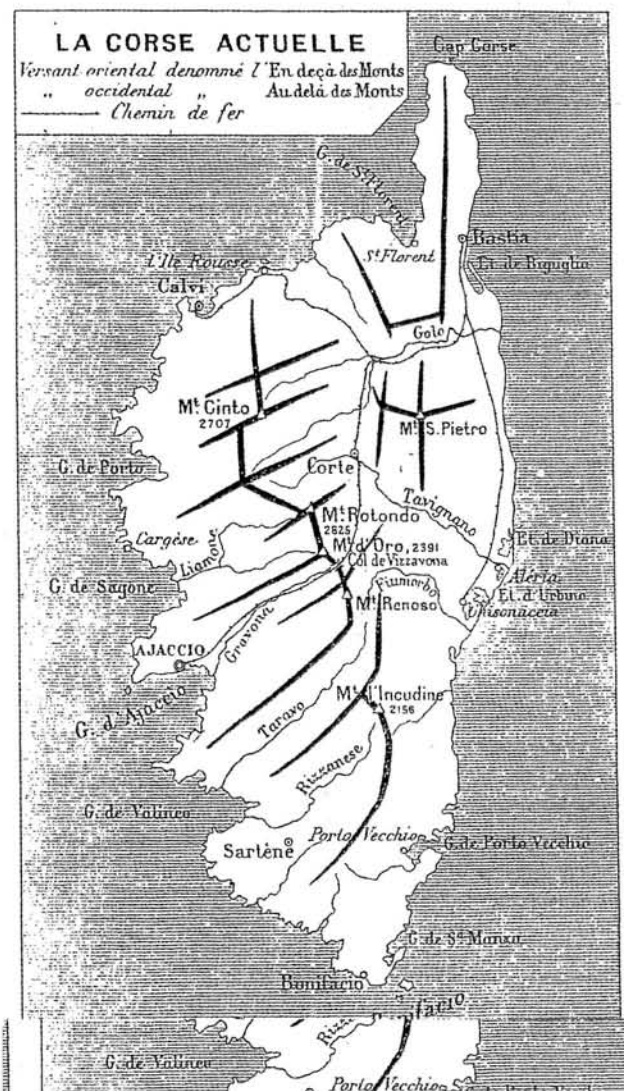 LA CORSE ACTUELLE
Versant oriental denommé l'En deçà des Monts
„ occidental „ Au delà des Monts
Chemin de fer
Cap Corse
G. de St Florent
St Florent
Bastia
Et. de Biguglia
l'Ile Rousse
Calvi
Golo
Mt Cinto
2707
Mt S. Pietro
G. de Porto
Corte
Tavignano
Mt Rotondo
2625
Cargèse
Liamone
Mt d'Oro, 2391
Col de Vizzavona
Et. de Diana
G. de Sagone
Fiumorbo
Aléria
Et. d'Urbino
Mt Renoso
Ghisonaccia
AJACCIO
Gravona
G. d'Ajaccio
Mt l'Incudine
2156
Taravo
Rizzanese
G. de Valinco
Sartène
Porto Vecchio
G. de Porto Vecchio
G. de Sta Manza
Bonifacio
G. de Valinco
Porto Vecchio